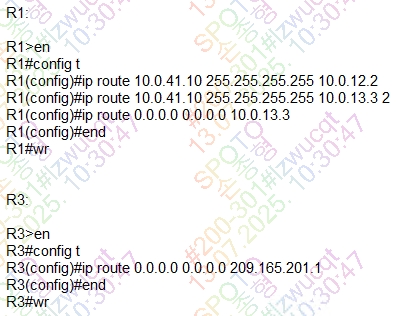 R1:
R1>en
R1#config t
R1(config)#ip route 10.0.41.10 255.255.255.255 10.0.12.2
R1(config)#ip route 10.0.41.10 255.255.255.255 10.0.13.3 2
R1(config)#ip route 0.0.0.0 0.0.0.0 10.0.13.3
R1(config)#end
R1#wr
R3:
R3>en
R3#config t
R3(config)#ip route 0.0.0.0 0.0.0.0 209.165.201.1
R3(config)#end
R3#wr